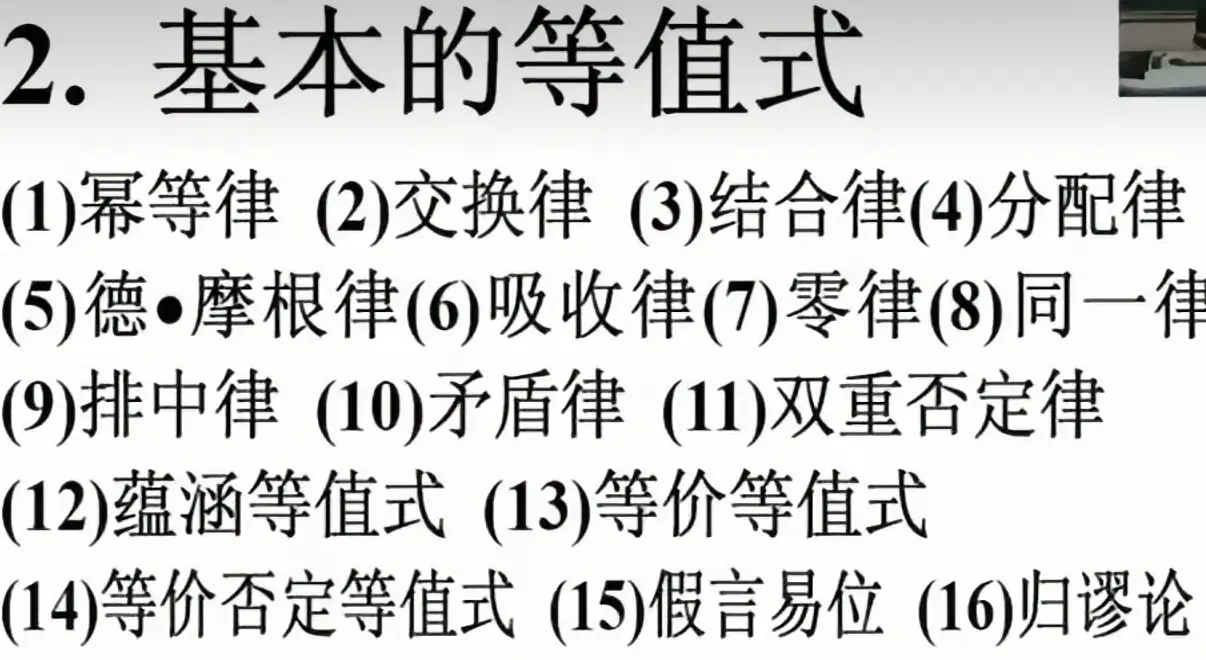 2. 基本的等值式
(1)幂等律 (2)交换律 (3)结合律(4)分配律
(5)德•摩根律(6)吸收律(7)零律(8)同一律
(9)排中律 (10)矛盾律 (11)双重否定律
(12)蕴涵等值式 (13)等价等值式
(14)等价否定等值式 (15)假言易位 (16)归谬论